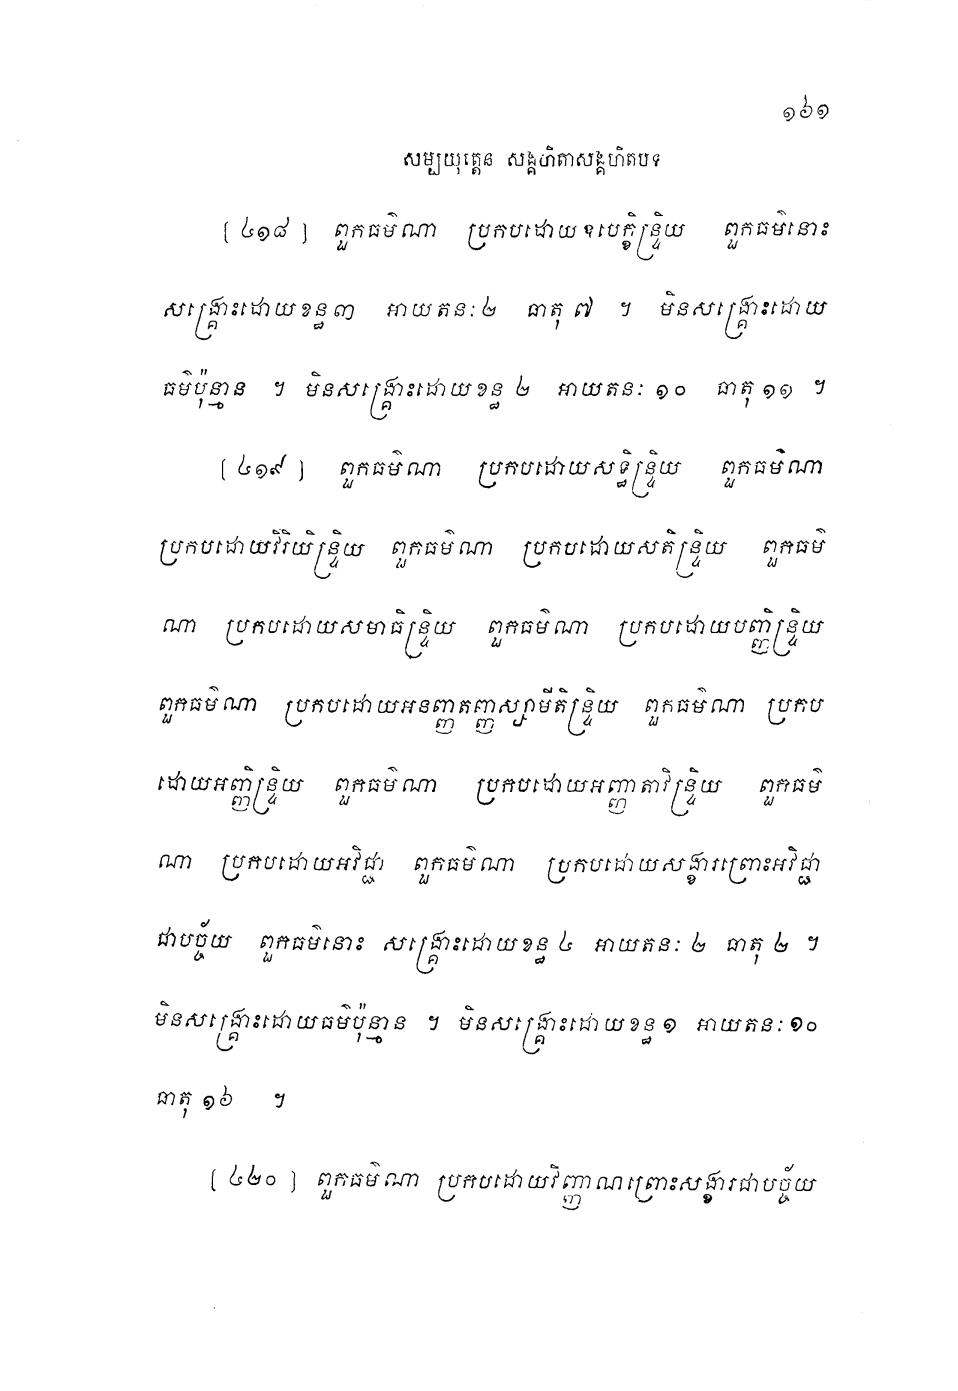 ១៦១
សម្បយុត្តេន សង្គហិតាសង្គហិតបទ
[ ៤១៨ ] ពួកធម៌ណា ប្រកបដោយឧបេក្ខិន្ទ្រិយ ពួកធម៌នោះ
សង្គ្រោះដោយខន្ធ ៣ អាយតនៈ ២ ធាតុ ៧ ។ មិនសង្គ្រោះដោយ
ធម៌ប៉ុន្មាន ។ មិនសង្គ្រោះដោយខន្ធ ២ អាយតនៈ ១០ ធាតុ ១១ ។
[ ៤១៩ ] ពួកធម៌ណា ប្រកបដោយសទ្ធិន្ទ្រិយ ពួកធម៌ណា
ប្រកបដោយវីរិយិន្ទ្រិយ ពួកធម៌ណា ប្រកបដោយសតិន្ទ្រិយ ពួកធម៌
ណា ប្រកបដោយសមាធិន្ទ្រិយ ពួកធម៌ណា ប្រកបដោយបញ្ញិន្ទ្រិយ
ពួកធម៌ណា ប្រកបដោយអនញ្ញតញ្ញស្សាមីតិន្ទ្រិយ ពួកធម៌ណា ប្រកប
ដោយអញ្ញិន្ទ្រិយ ពួកធម៌ណា ប្រកបដោយអញ្ញាតាវិន្ទ្រិយ ពួកធម៌
ណា ប្រកបដោយអវិជ្ជា ពួកធម៌ណា ប្រកបដោយសង្ខារព្រោះអវិជ្ជា
ជាបច្ច័យ ពួកធម៌នោះ សង្គ្រោះដោយខន្ធ ៤ អាយតនៈ ២ ធាតុ ២ ។
មិនសង្គ្រោះដោយធម៌ប៉ុន្មាន ។ មិនសង្គ្រោះដោយខន្ធ ១ អាយតនៈ ១០
ធាតុ ១៦ ។
[ ៤២០ ] ពួកធម៌ណា ប្រកបដោយវិញ្ញាណព្រោះសង្ខារជាបច្ច័យ